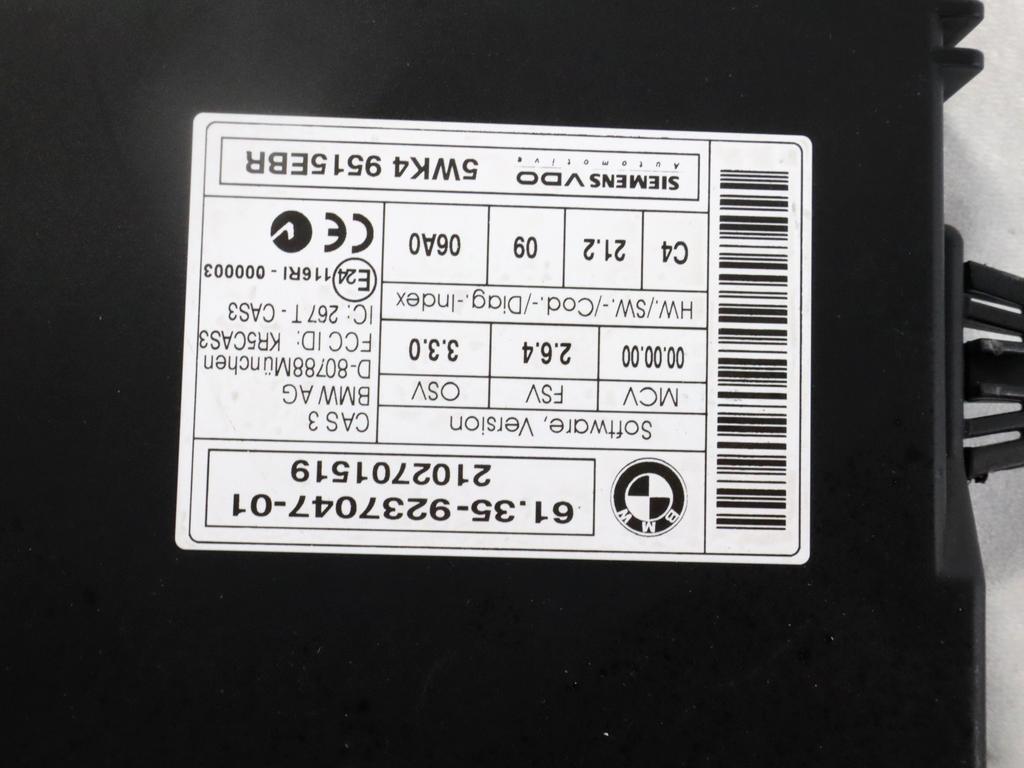 BMW
61.35-9237047-01
2102701519
Software, Version
MCV FSV OSV
00.00.00 2.6.4 3.3.0
HW./SW.-/Cod.-/Diag.-Index
C4 21.2 09 06A0
CAS 3
BMW AG
D-80788München
FCC ID: KR5CAS3
IC: 267T - CAS3
E24 116RI - 000003
CE
SIEMENS VDO
Automotive
5WK4 9515EBR